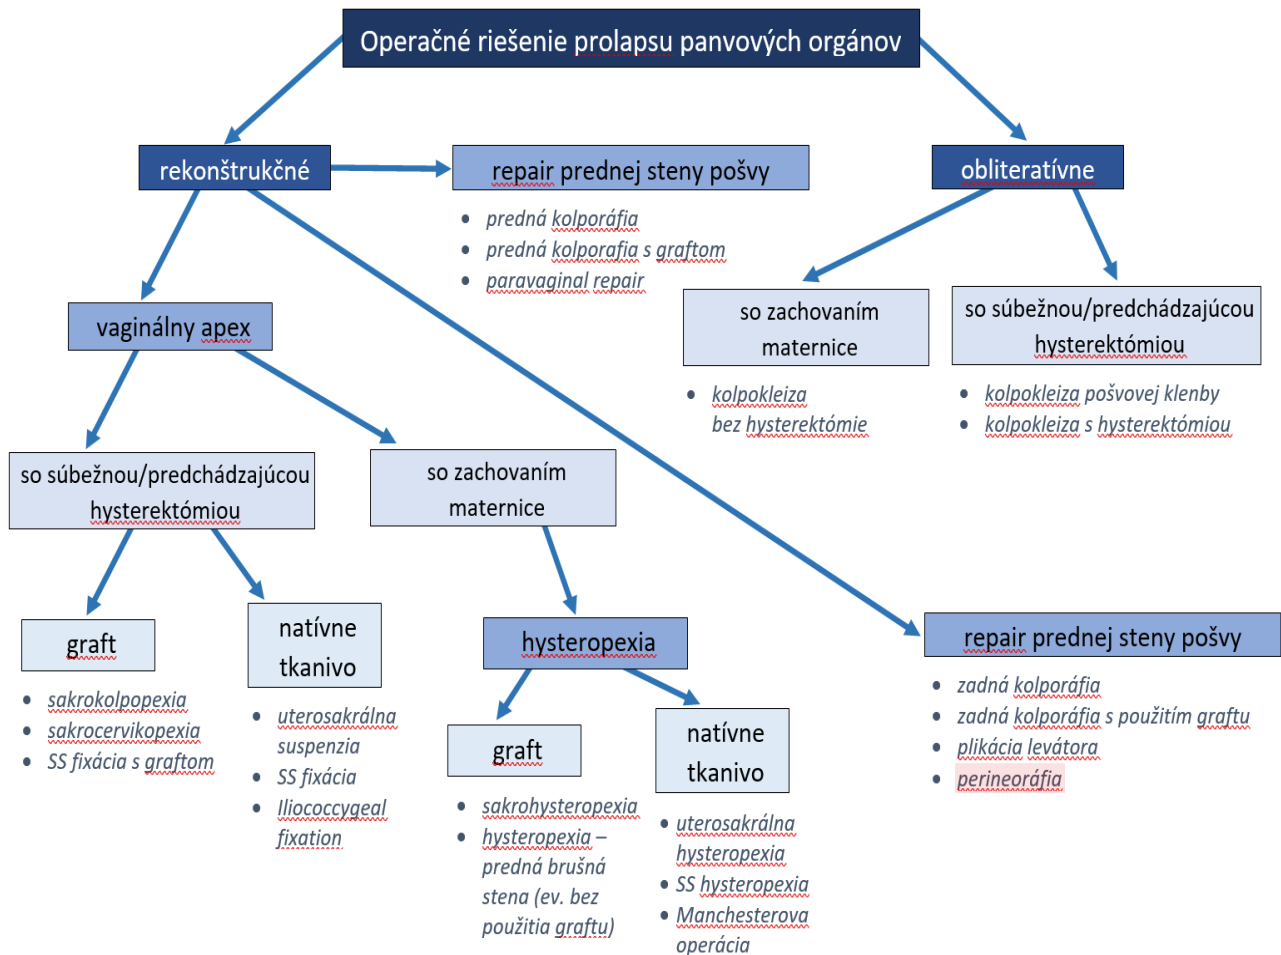 Operačné riešenie prolapsu panvových orgánov
rekonštrukčné
repair prednej steny pošvy
obliteratívne
• predná kolporáfia
• predná kolporafia s graftom
• paravaginal repair
so zachovaním
maternice
so súbežnou/predchádzajúcou
hysterektómiou
vaginálny apex
• kolpokleiza
bez hysterektómie
• kolpokleiza pošvovej klenby
• kolpokleiza s hysterektómiou
so súbežnou/predchádzajúcou
hysterektómiou
so zachovaním
maternice
graft
natívne
tkanivo
• sakrokolpopexia
• sakrocervikopexia
• SS fixácia s graftom
• uterosakrálna
suspenzia
• SS fixácia
• Iliococcygeal
fixation
hysteropexia
graft
natívne
tkanivo
• sakrohysteropexia
• hysteropexia –
predná brušná
stena (ev. bez
použitia graftu)
• uterosakrálna
hysteropexia
• SS hysteropexia
• Manchesterova
operácia
repair prednej steny pošvy
• zadná kolporáfia
• zadná kolporáfia s použitím graftu
• plikácia levátora
• perineoráfia